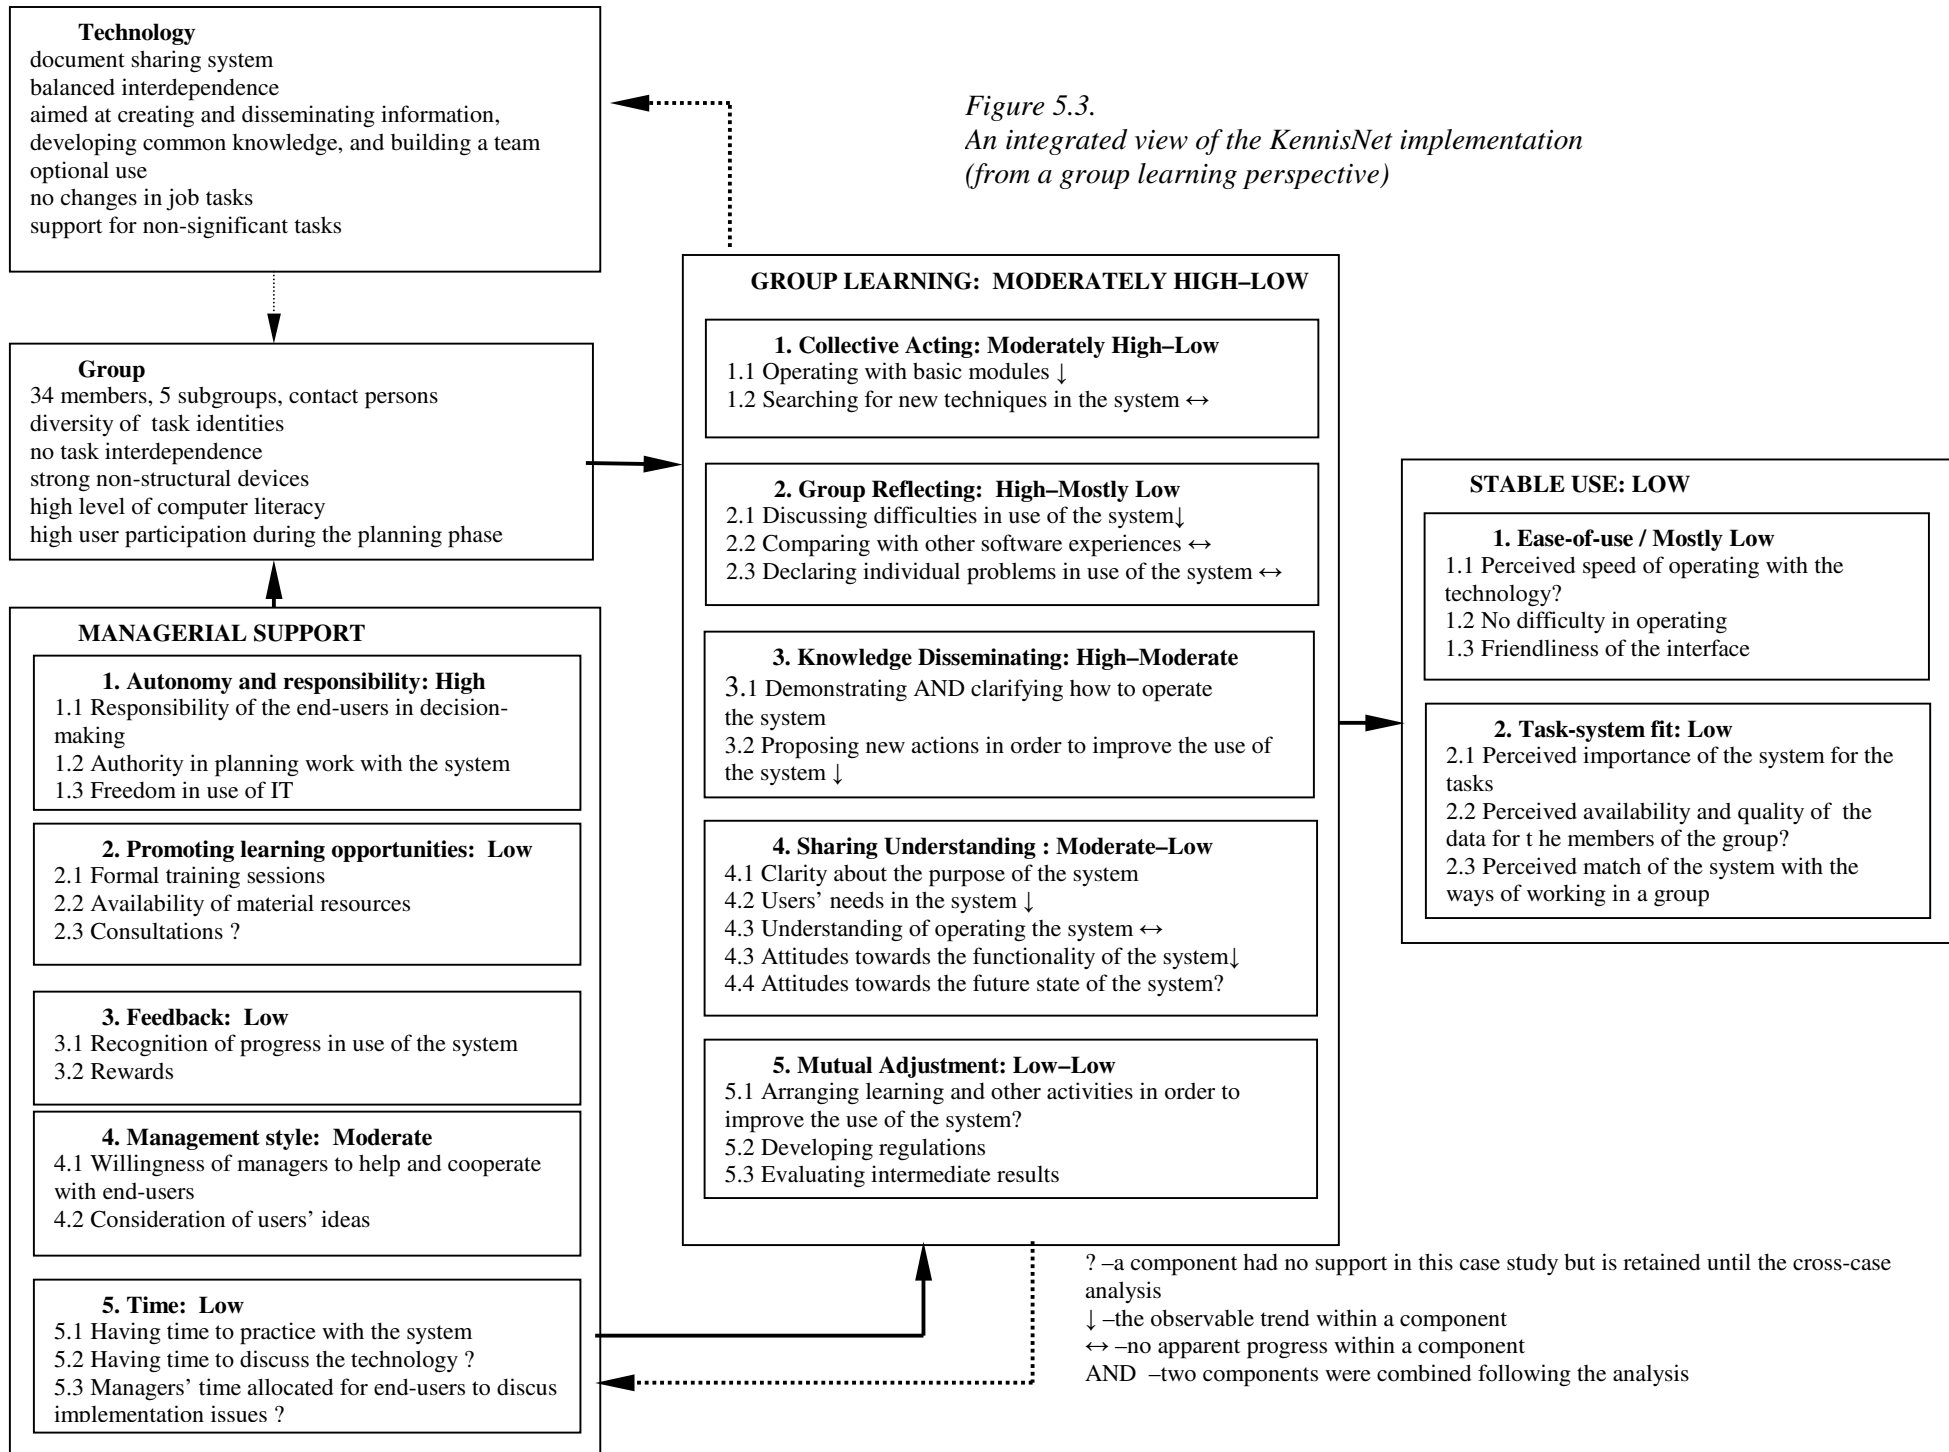 Technology
document sharing system
balanced interdependence
aimed at creating and disseminating information,
developing common knowledge, and building a team
optional use
no changes in job tasks
support for non-significant tasks
Figure 5.3.
An integrated view of the KennisNet implementation
(from a group learning perspective)
Group
34 members, 5 subgroups, contact persons
diversity of task identities
no task interdependence
strong non-structural devices
high level of computer literacy
high user participation during the planning phase
MANAGERIAL SUPPORT
1. Autonomy and responsibility: High
1.1 Responsibility of the end-users in decision-
making
1.2 Authority in planning work with the system
1.3 Freedom in use of IT
2. Promoting learning opportunities: Low
2.1 Formal training sessions
2.2 Availability of material resources
2.3 Consultations ?
3. Feedback: Low
3.1 Recognition of progress in use of the system
3.2 Rewards
4. Management style: Moderate
4.1 Willingness of managers to help and cooperate
with end-users
4.2 Consideration of users’ ideas
5. Time: Low
5.1 Having time to practice with the system
5.2 Having time to discuss the technology ?
5.3 Managers’ time allocated for end-users to discuss
implementation issues ?
GROUP LEARNING: MODERATELY HIGH–LOW
1. Collective Acting: Moderately High–Low
1.1 Operating with basic modules ↓
1.2 Searching for new techniques in the system ↔
2. Group Reflecting: High–Mostly Low
2.1 Discussing difficulties in use of the system↓
2.2 Comparing with other software experiences ↔
2.3 Declaring individual problems in use of the system ↔
3. Knowledge Disseminating: High–Moderate
3.1 Demonstrating AND clarifying how to operate
the system
3.2 Proposing new actions in order to improve the use of
the system ↓
4. Sharing Understanding : Moderate–Low
4.1 Clarity about the purpose of the system
4.2 Users’ needs in the system ↓
4.3 Understanding of operating the system ↔
4.3 Attitudes towards the functionality of the system↓
4.4 Attitudes towards the future state of the system?
5. Mutual Adjustment: Low–Low
5.1 Arranging learning and other activities in order to
improve the use of the system?
5.2 Developing regulations
5.3 Evaluating intermediate results
STABLE USE: LOW
1. Ease-of-use / Mostly Low
1.1 Perceived speed of operating with the
technology?
1.2 No difficulty in operating
1.3 Friendliness of the interface
2. Task-system fit: Low
2.1 Perceived importance of the system for the
tasks
2.2 Perceived availability and quality of the
data for t he members of the group?
2.3 Perceived match of the system with the
ways of working in a group
? –a component had no support in this case study but is retained until the cross-case
analysis
↓ –the observable trend within a component
↔ –no apparent progress within a component
AND –two components were combined following the analysis